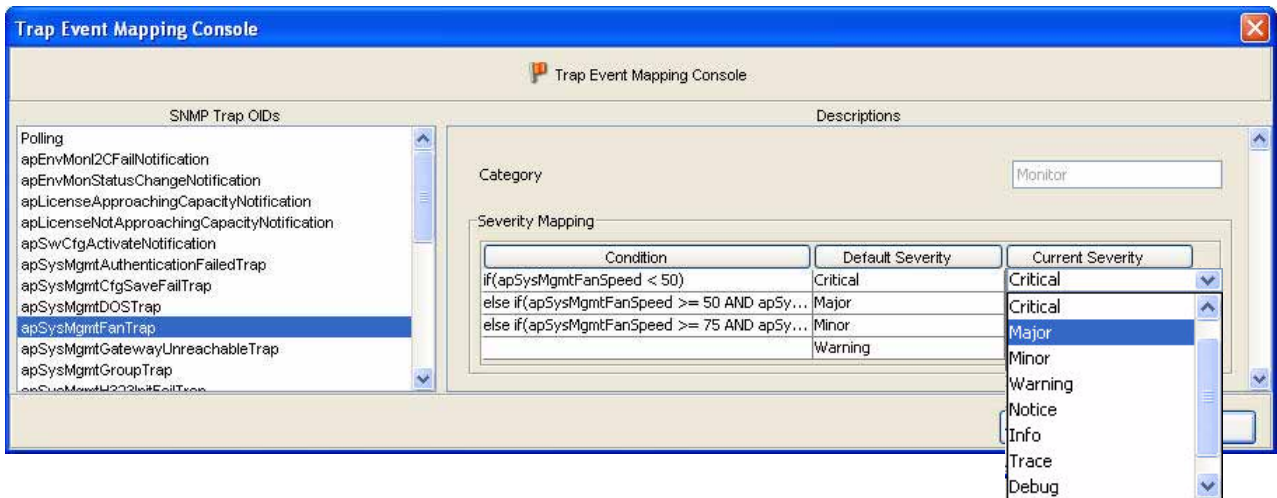 Trap Event Mapping Console
Trap Event Mapping Console
SNMP Trap OIDs
Polling
apEnvMonI2CFailNotification
apEnvMonStatusChangeNotification
apLicenseApproachingCapacityNotification
apLicenseNotApproachingCapacityNotification
apSwCfgActivateNotification
apSysMgmtAuthenticationFailedTrap
apSysMgmtCfgSaveFailTrap
apSysMgmtDOSTrap
apSysMgmtFanTrap
apSysMgmtGatewayUnreachableTrap
apSysMgmtGroupTrap
apSysMgmtH323InitFailTrap
Descriptions
Category Monitor
Severity Mapping
Condition Default Severity Current Severity
if(apSysMgmtFanSpeed < 50) Critical Critical
else if(apSysMgmtFanSpeed >= 50 AND apSy... Major
else if(apSysMgmtFanSpeed >= 75 AND apSy... Minor
Warning
Critical
Major
Minor
Warning
Notice
Info
Trace
Debug